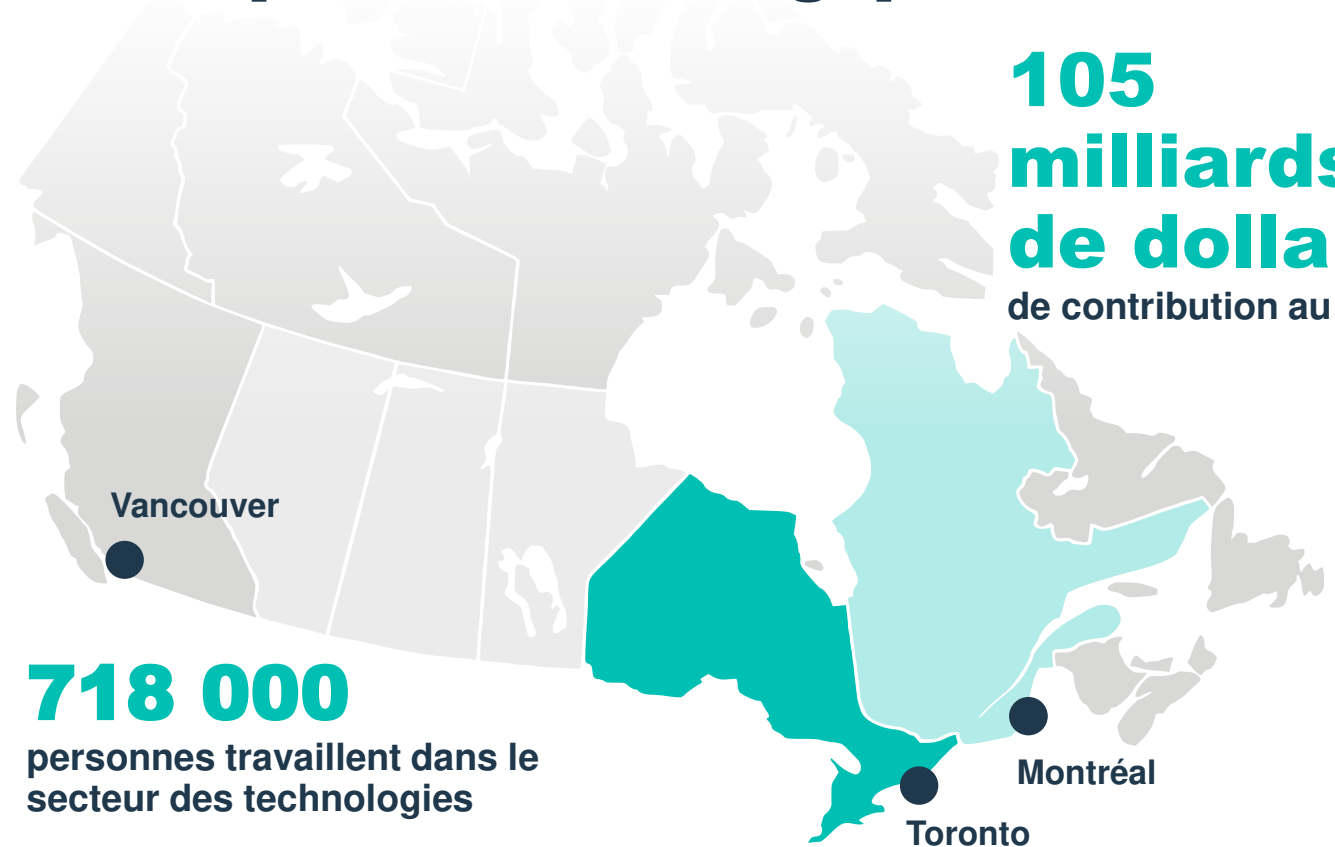 105
milliards
de dolla
de contribution au
Vancouver
718 000
personnes travaillent dans le
secteur des technologies
Montréal
Toronto